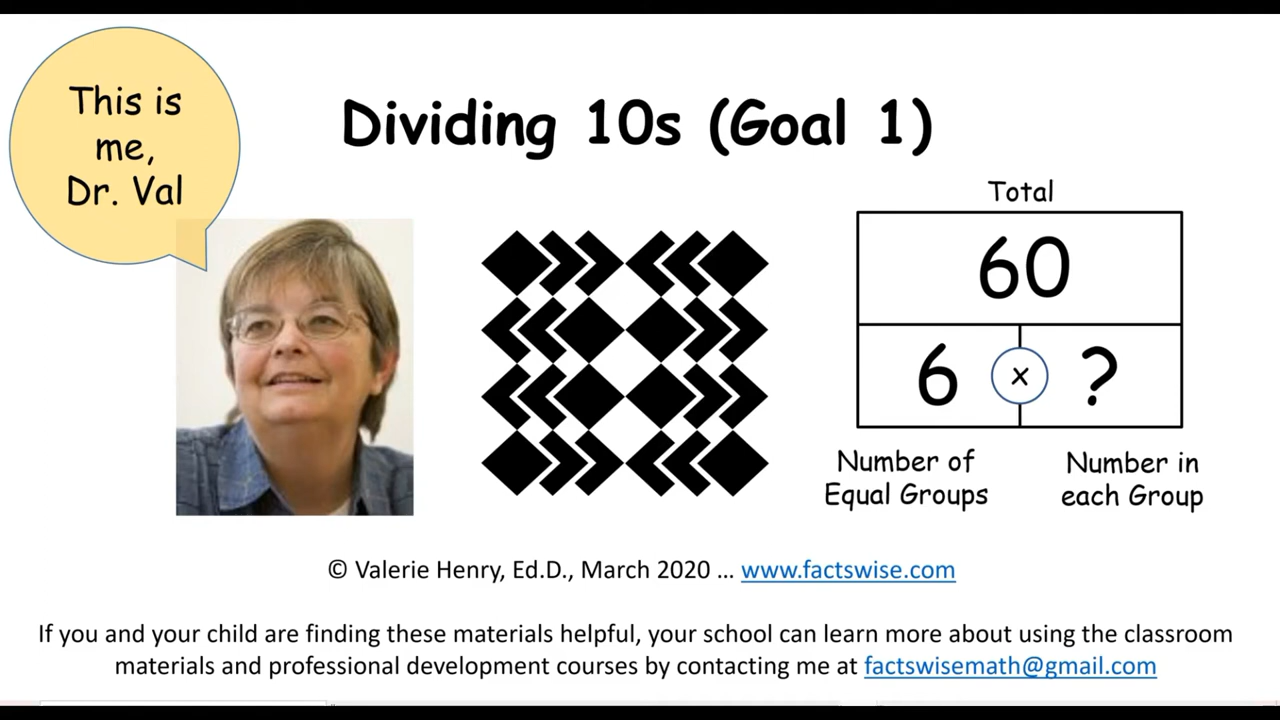 This is
me,
Dr. Val
Dividing 10s (Goal 1)
Total
60
6 x ?
Number of
Equal Groups
Number in
each Group
© Valerie Henry, Ed.D., March 2020 … www.factswise.com
If you and your child are finding these materials helpful, your school can learn more about using the classroom
materials and professional development courses by contacting me at factswisemath@gmail.com